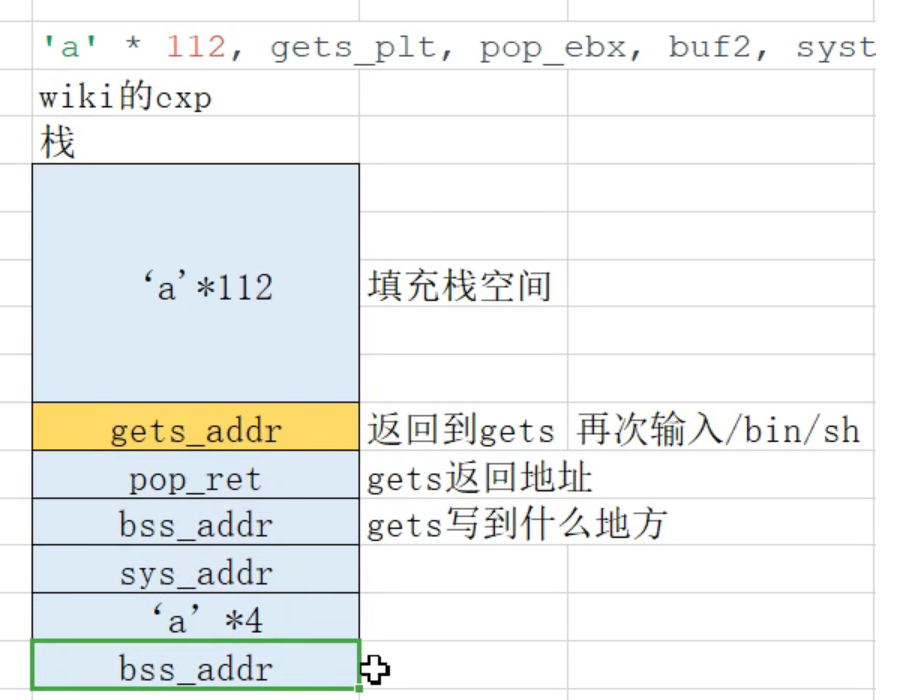 'a' * 112, gets_plt, pop_ebx, buf2, syst
wiki的exp
栈
‘a’*112 填充栈空间
gets_addr 返回到gets 再次输入/bin/sh
pop_ret gets返回地址
bss_addr gets写到什么地方
sys_addr
‘a’ *4
bss_addr